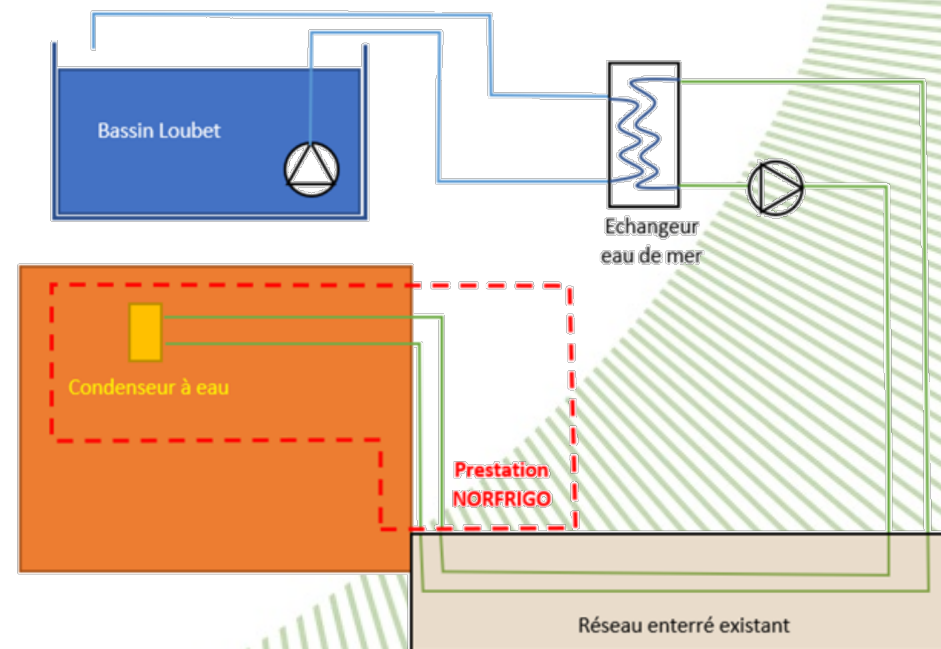 Bassin Loubet
Echangeur
eau de mer
Condenseur à eau
Prestation
NORFRIGO
Réseau enterré existant